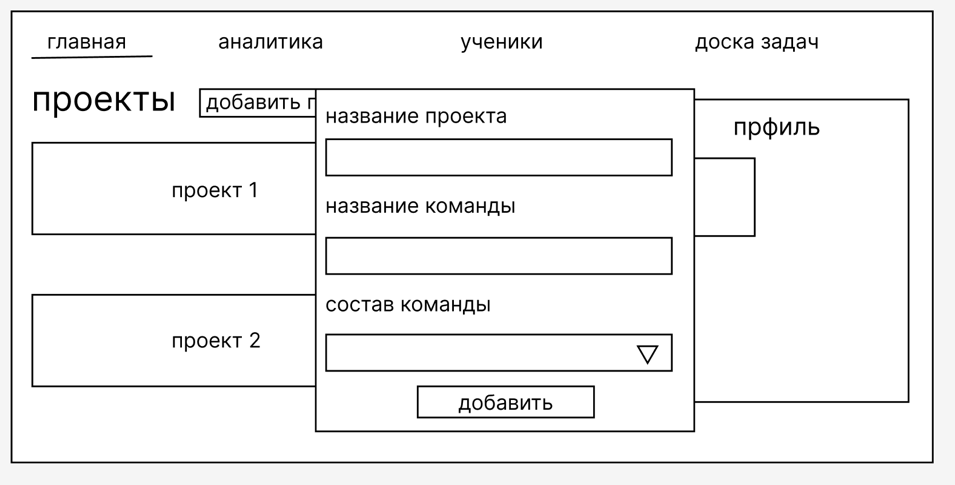 главная аналитика ученики доска задач
проекты добавить п
название проекта
прфиль
проект 1
название команды
состав команды
проект 2
добавить